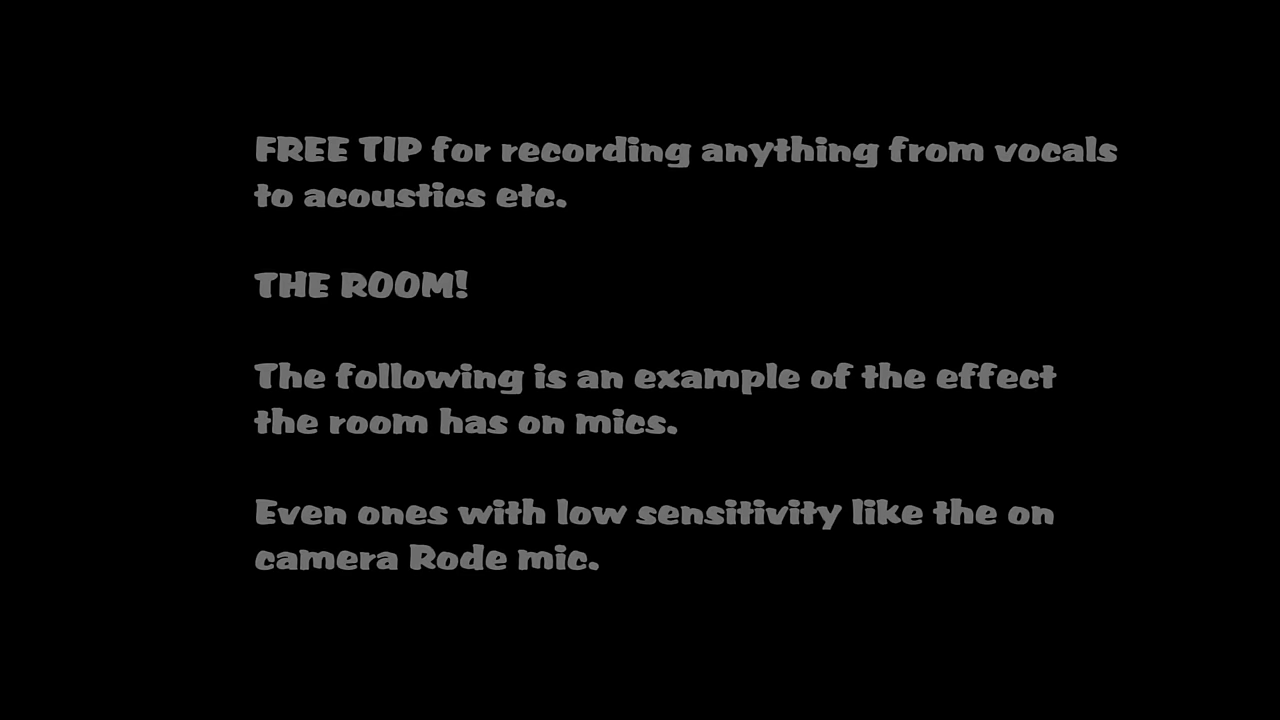 FREE TIP for recording anything from vocals
to acoustics etc.
THE ROOM!
The following is an example of the effect
the room has on mics.
Even ones with low sensitivity like the on
camera Rode mic.